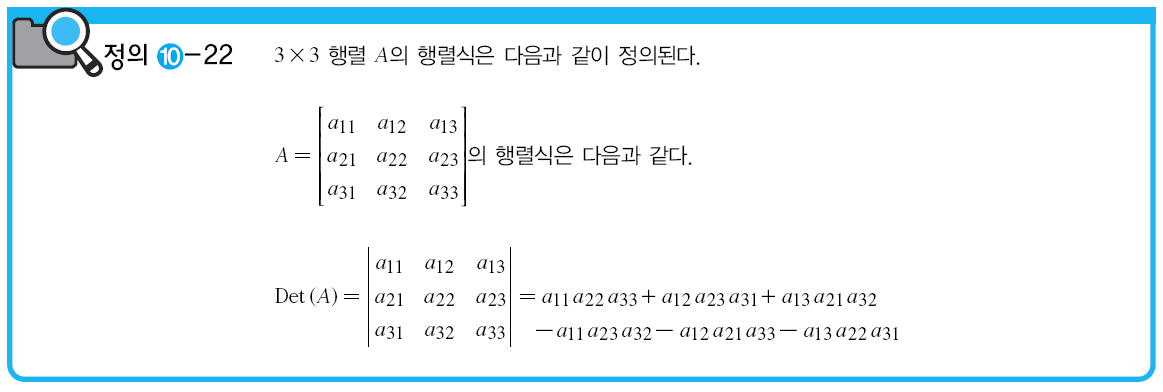 정의 10-22 3×3 행렬 A의 행렬식은 다음과 같이 정의된다.
a11 a12 a13
A = a21 a22 a23 의 행렬식은 다음과 같다.
a31 a32 a33
a11 a12 a13
Det (A) = a21 a22 a23 = a11 a22 a33 + a12 a23 a31 + a13 a21 a32
a31 a32 a33 − a11 a23 a32 − a12 a21 a33 − a13 a22 a31